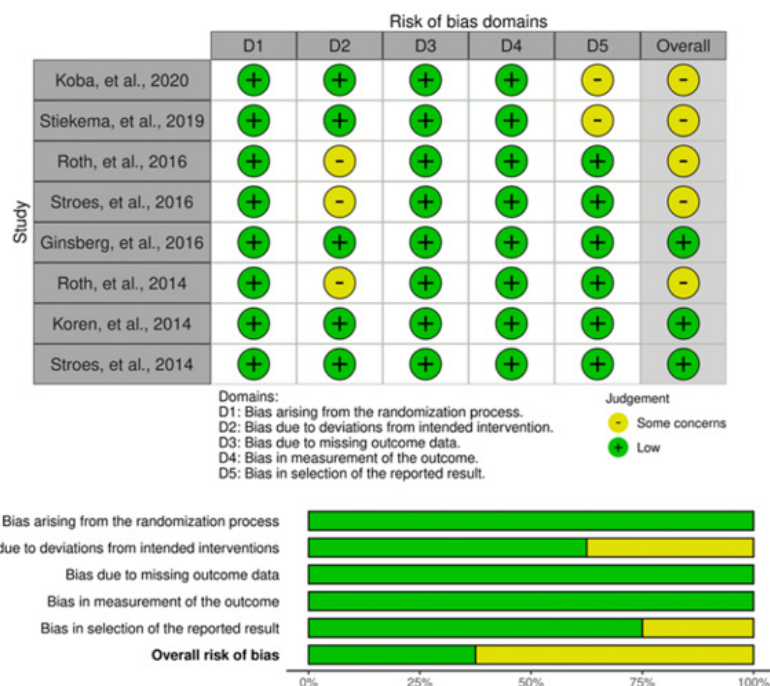 Risk of bias domains
D1 D2 D3 D4 D5 Overall
Study
Koba, et al., 2020 + + + + - -
Stiekema, et al., 2019 + + + + - -
Roth, et al., 2016 + - + + + -
Stroes, et al., 2016 + - + + + -
Ginsberg, et al., 2016 + + + + + +
Roth, et al., 2014 + - + + + -
Koren, et al., 2014 + + + + + +
Stroes, et al., 2014 + + + + + +
Domains:
D1: Bias arising from the randomization process.
D2: Bias due to deviations from intended intervention.
D3: Bias due to missing outcome data.
D4: Bias in measurement of the outcome.
D5: Bias in selection of the reported result.
Judgement
- Some concerns
+ Low
Bias arising from the randomization process
due to deviations from intended interventions
Bias due to missing outcome data
Bias in measurement of the outcome
Bias in selection of the reported result
Overall risk of bias
0% 25% 50% 75% 100%